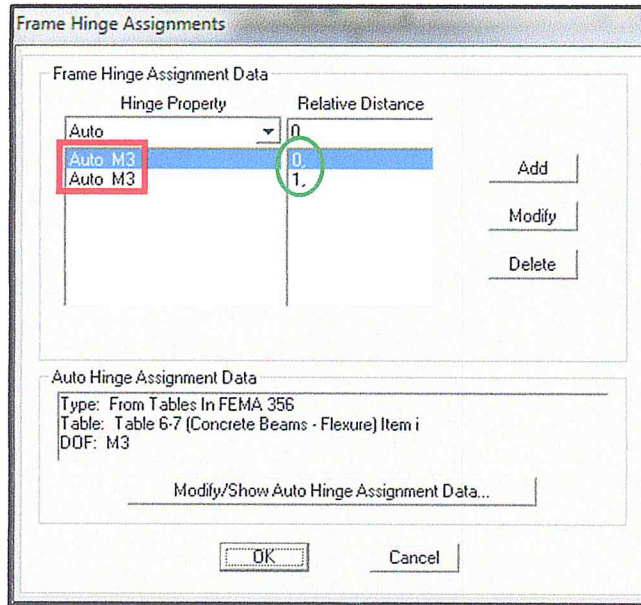 Frame Hinge Assignments
Frame Hinge Assignment Data
Hinge Property Relative Distance
Auto 0
Auto M3 0,
Auto M3 1,
Add
Modify
Delete
Auto Hinge Assignment Data
Type: From Tables In FEMA 356
Table: Table 6-7 (Concrete Beams - Flexure) Item i
DOF: M3
Modify/Show Auto Hinge Assignment Data...
OK Cancel